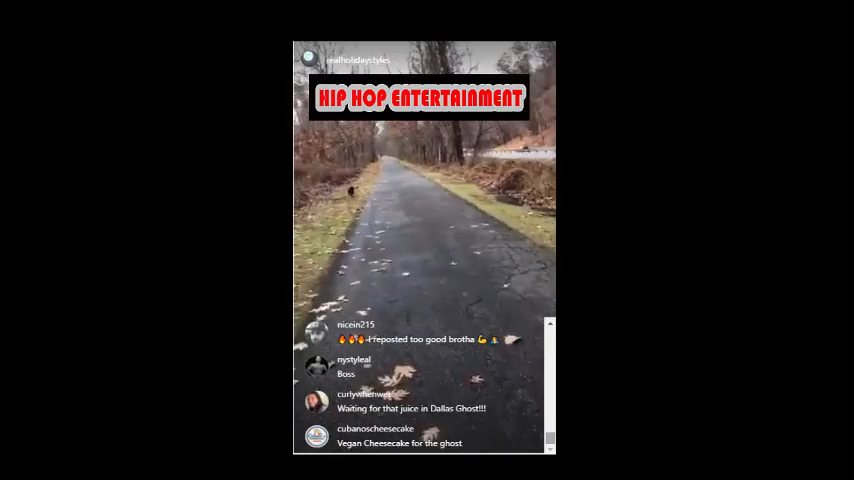 realholidaystyles
HIP HOP ENTERTAINMENT
nicein215
🔥🔥🔥 I reposted too good brotha 💪 🤦‍♂️
nystyleal
Boss
curlywhenwet
Waiting for that juice in Dallas Ghost!!!
cubanoscheesecake
Vegan Cheesecake for the ghost